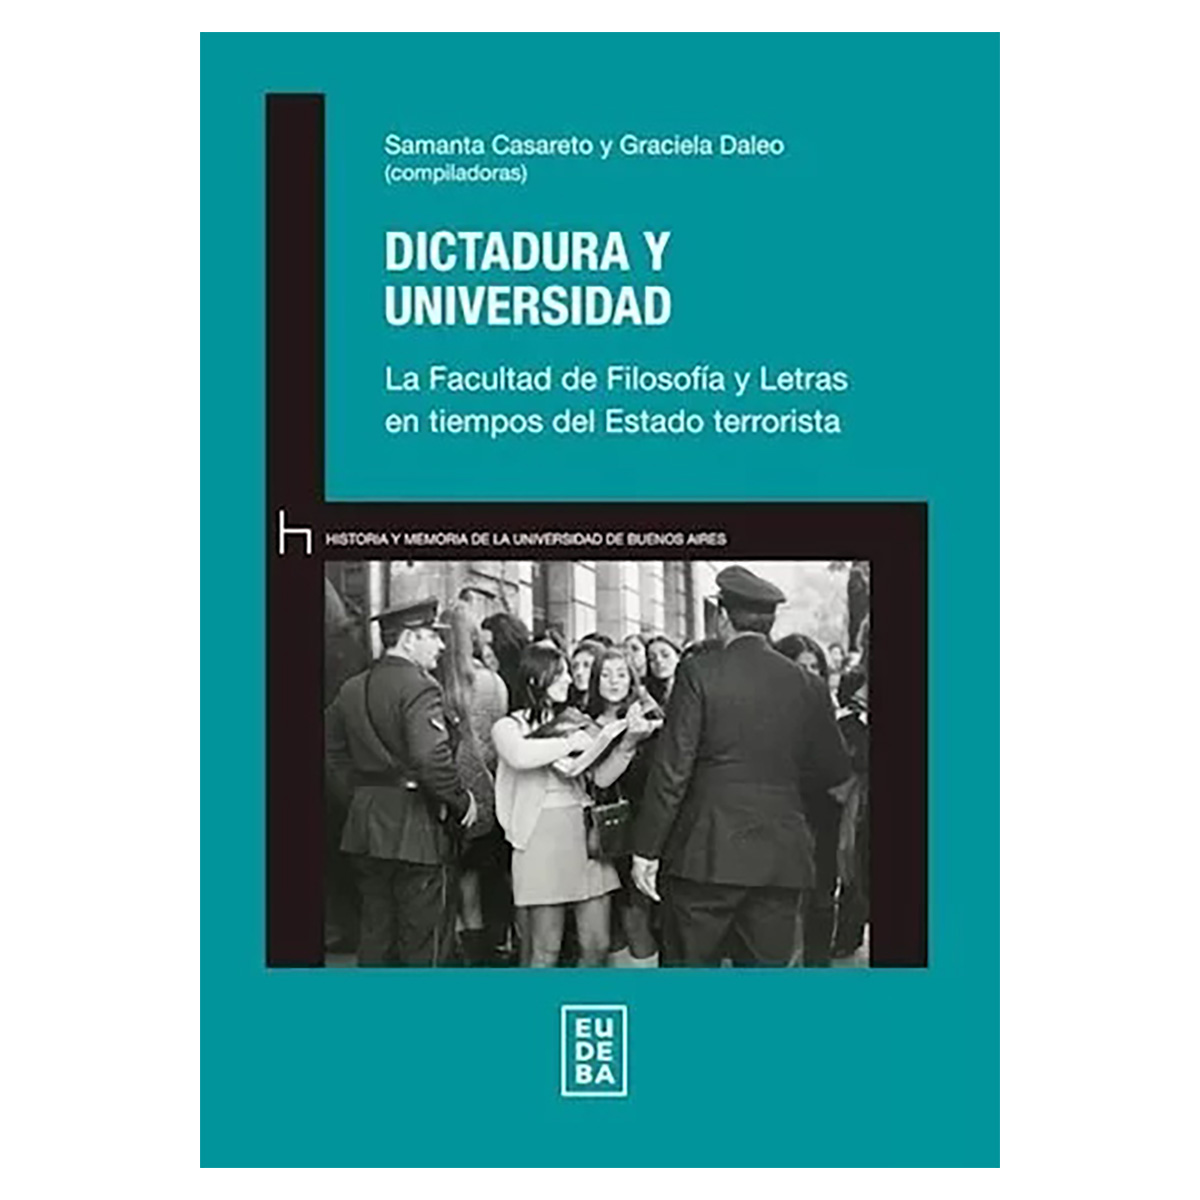 Samanta Casareto y Graciela Daleo
(compiladoras)
DICTADURA Y
UNIVERSIDAD
La Facultad de Filosofía y Letras
en tiempos del Estado terrorista
h HISTORIA Y MEMORIA DE LA UNIVERSIDAD DE BUENOS AIRES
EU
DE
BA